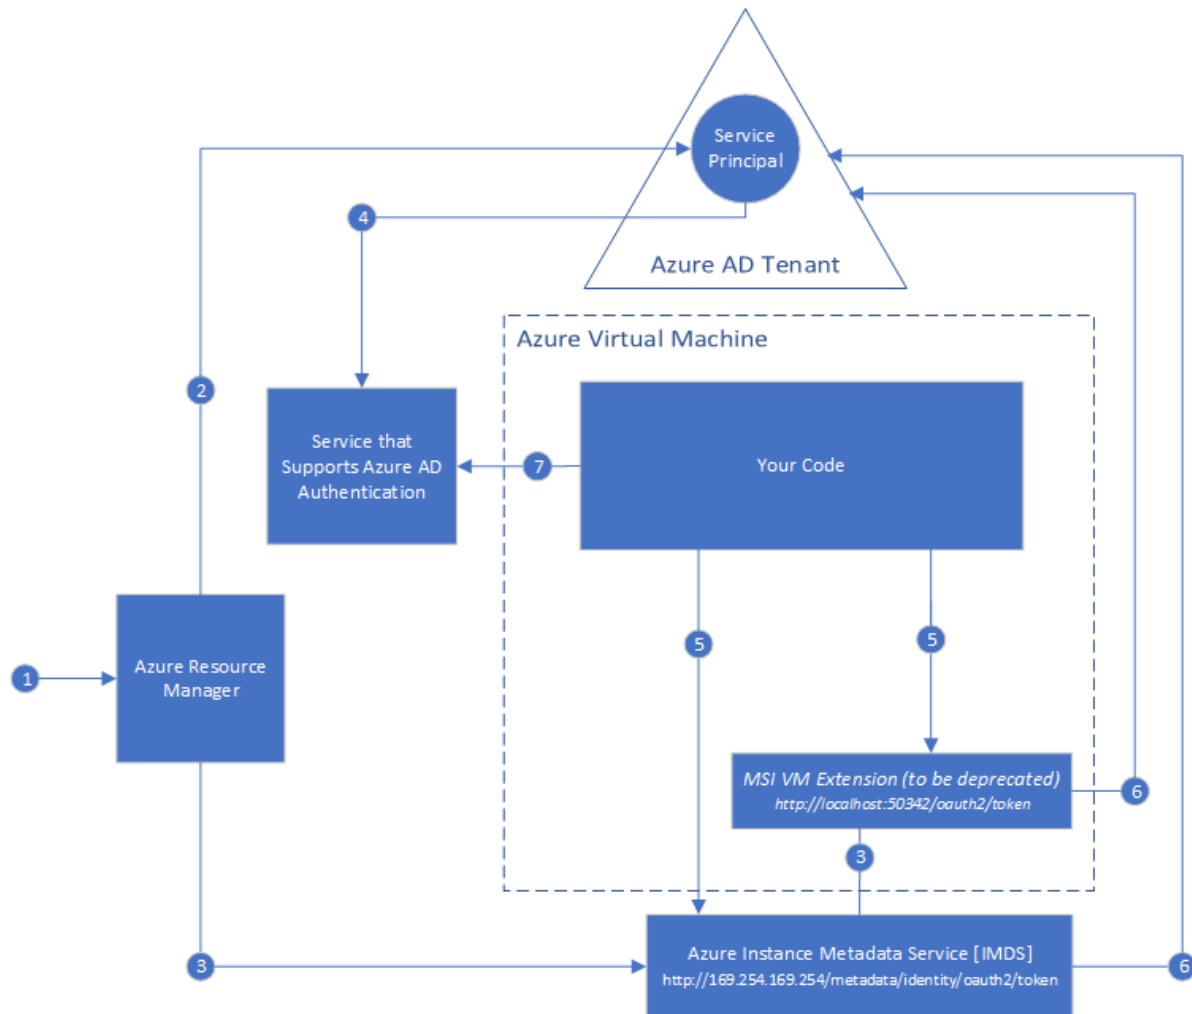 Service
Principal
4
Azure AD Tenant
Azure Virtual Machine
2
Service that
Supports Azure AD
Authentication
7
Your Code
5
5
1
Azure Resource
Manager
MSI VM Extension (to be deprecated)
http://localhost:50342/oauth2/token
6
3
3
Azure Instance Metadata Service [IMDS]
http://169.254.169.254/metadata/identity/oauth2/token
6